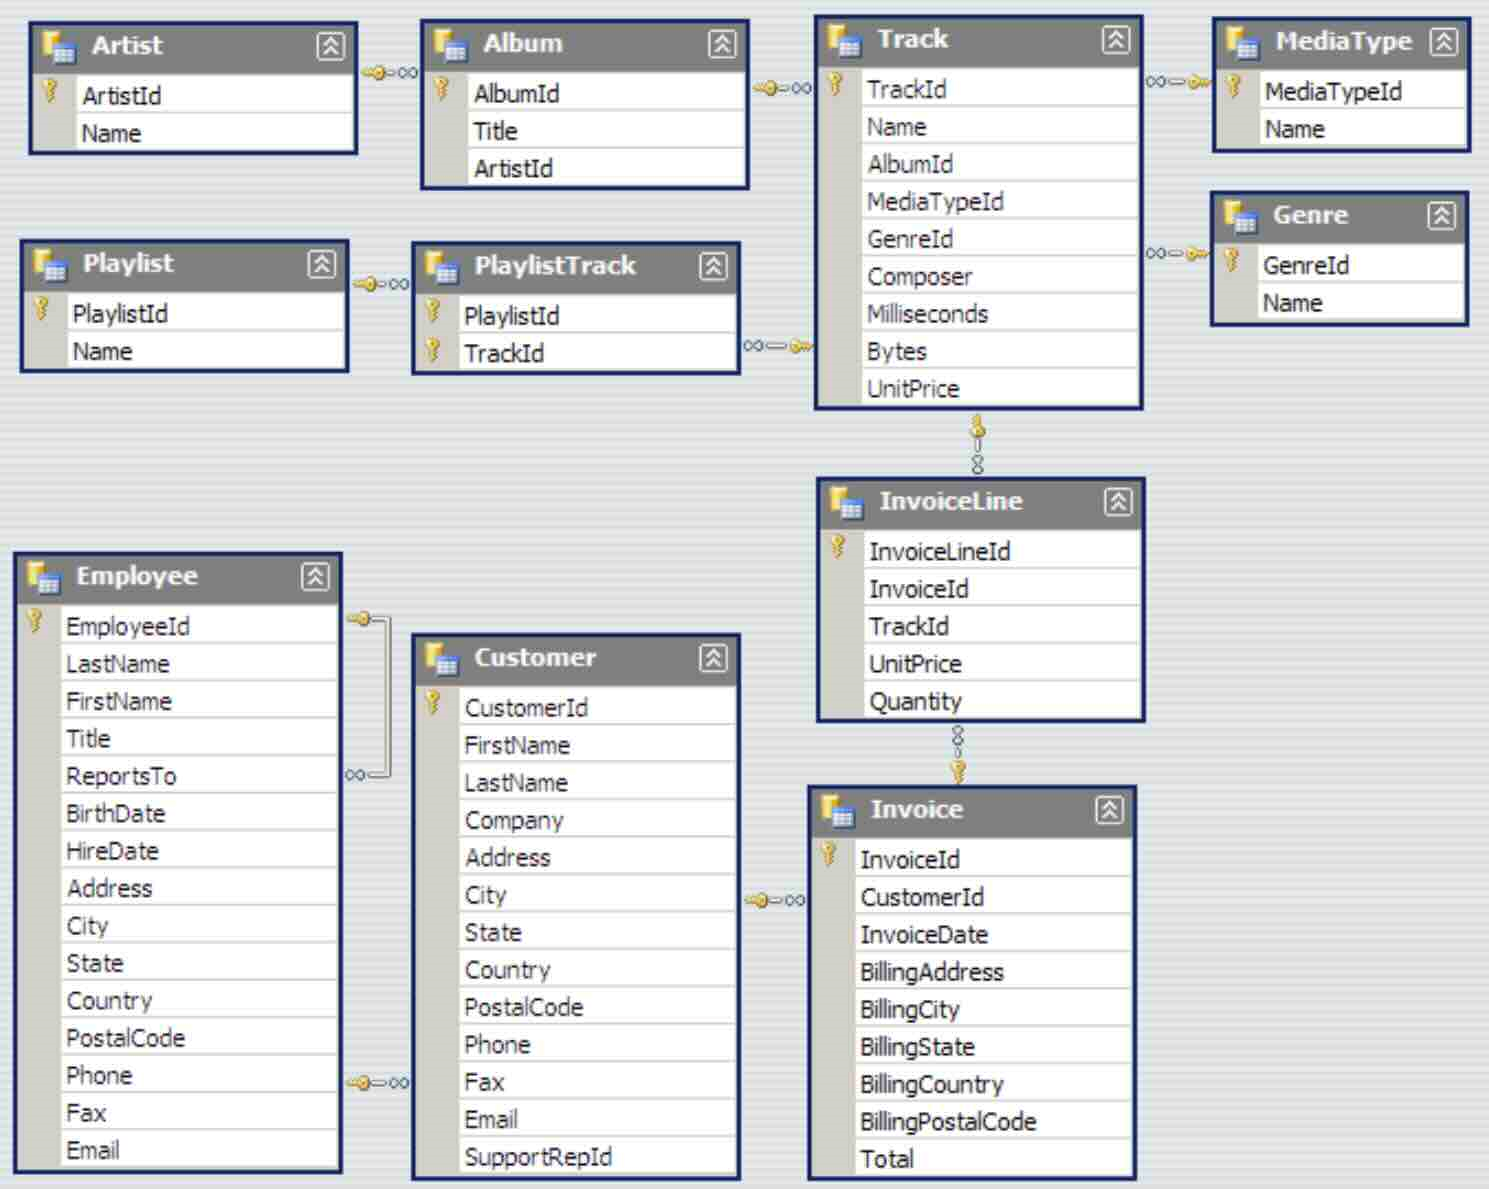 Artist
ArtistId
Name
Album
AlbumId
Title
ArtistId
Track
TrackId
Name
AlbumId
MediaTypeId
GenreId
Composer
Milliseconds
Bytes
UnitPrice
MediaType
MediaTypeId
Name
Genre
GenreId
Name
Playlist
PlaylistId
Name
PlaylistTrack
PlaylistId
TrackId
InvoiceLine
InvoiceLineId
InvoiceId
TrackId
UnitPrice
Quantity
Employee
EmployeeId
LastName
FirstName
Title
ReportsTo
BirthDate
HireDate
Address
City
State
Country
PostalCode
Phone
Fax
Email
Customer
CustomerId
FirstName
LastName
Company
Address
City
State
Country
PostalCode
Phone
Fax
Email
SupportRepId
Invoice
InvoiceId
CustomerId
InvoiceDate
BillingAddress
BillingCity
BillingState
BillingCountry
BillingPostalCode
Total